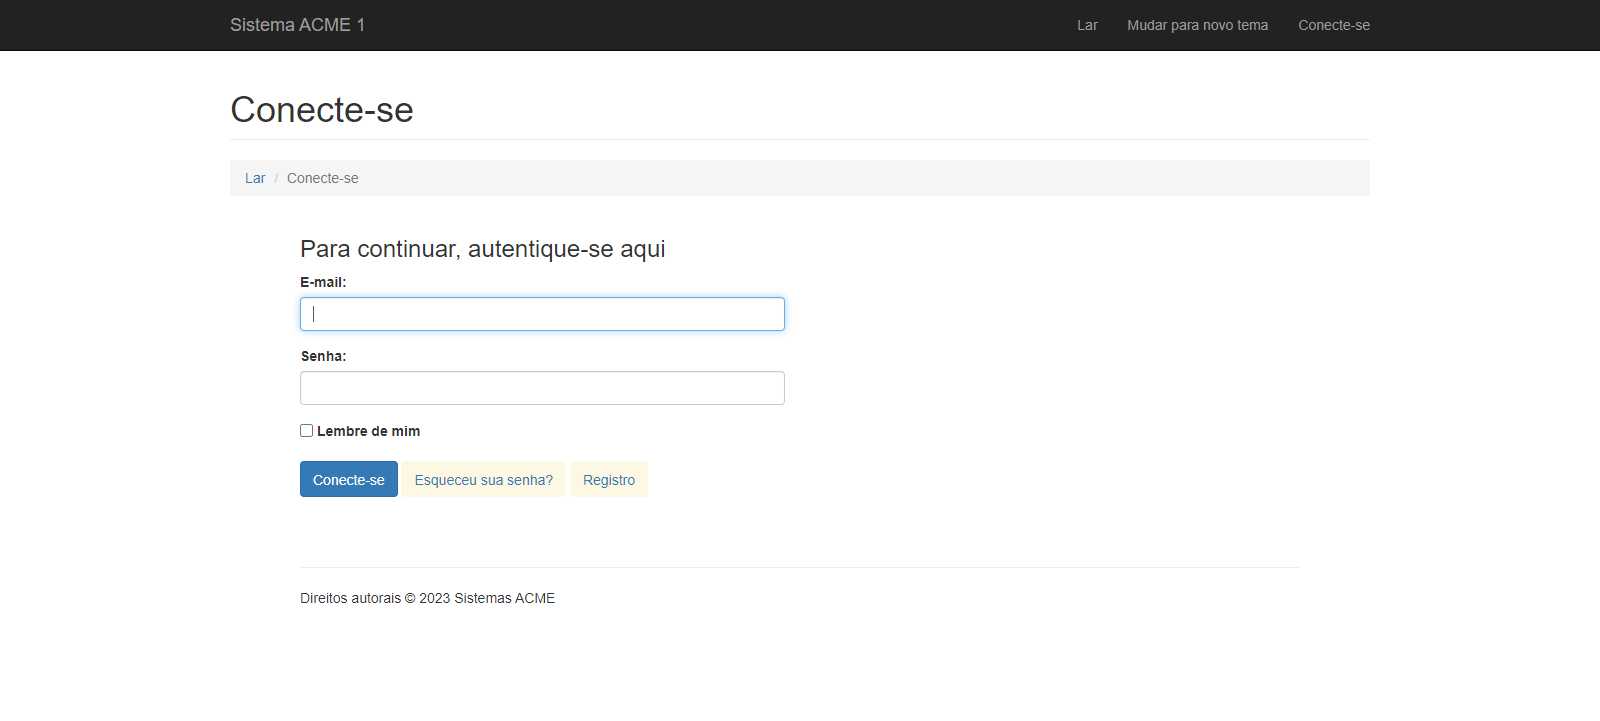 Sistema ACME 1 Lar Mudar para novo tema Conecte-se
Conecte-se
Lar / Conecte-se
Para continuar, autentique-se aqui
E-mail:
Senha:
Lembre de mim
Conecte-se Esqueceu sua senha? Registro
Direitos autorais © 2023 Sistemas ACME